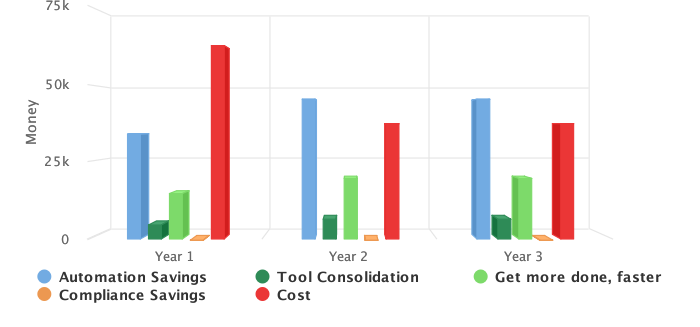 75k
50k
Money
25k
0
Year 1 Year 2 Year 3
Automation Savings Tool Consolidation Get more done, faster
Compliance Savings Cost